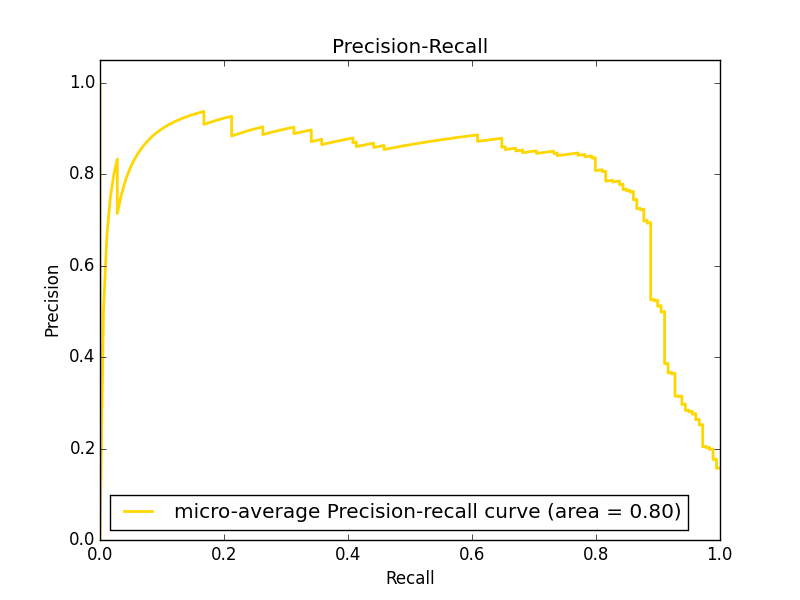 Precision-Recall
1.0
0.8
0.6
0.4
0.2
0.0
Precision
micro-average Precision-recall curve (area = 0.80)
0.0 0.2 0.4 0.6 0.8 1.0
Recall